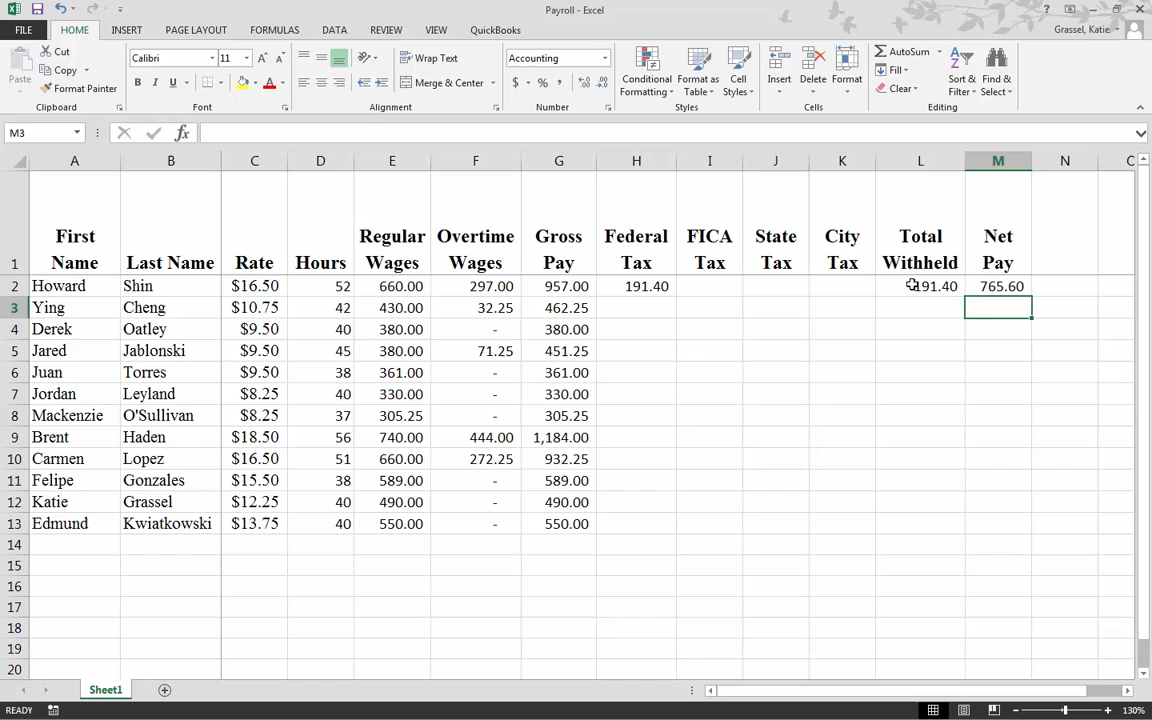 Payroll - Excel
?
FILE HOME INSERT PAGE LAYOUT FORMULAS DATA REVIEW VIEW QuickBooks Grassel, Katie
Paste
Cut
Copy
Format Painter
Clipboard
Calibri 11
B I U A
Font
Wrap Text
Merge & Center
Alignment
Accounting
$ % ,
Number
Conditional Formatting
Format as Table
Cell Styles
Styles
Insert Delete Format
Cells
AutoSum
Fill
Clear
Sort & Filter
Find & Select
Editing
M3 fx
A B C D E F G H I J K L M N
1 First Name Last Name Rate Hours Regular Wages Overtime Wages Gross Pay Federal Tax FICA Tax State Tax City Tax Total Withheld Net Pay
2 Howard Shin $16.50 52 660.00 297.00 957.00 191.40 191.40 765.60
3 Ying Cheng $10.75 42 430.00 32.25 462.25
4 Derek Oatley $9.50 40 380.00 - 380.00
5 Jared Jablonski $9.50 45 380.00 71.25 451.25
6 Juan Torres $9.50 38 361.00 - 361.00
7 Jordan Leyland $8.25 40 330.00 - 330.00
8 Mackenzie O'Sullivan $8.25 37 305.25 - 305.25
9 Brent Haden $18.50 56 740.00 444.00 1,184.00
10 Carmen Lopez $16.50 51 660.00 272.25 932.25
11 Felipe Gonzales $15.50 38 589.00 - 589.00
12 Katie Grassel $12.25 40 490.00 - 490.00
13 Edmund Kwiatkowski $13.75 40 550.00 - 550.00
14
15
16
17
18
19
20
Sheet1
READY 130%